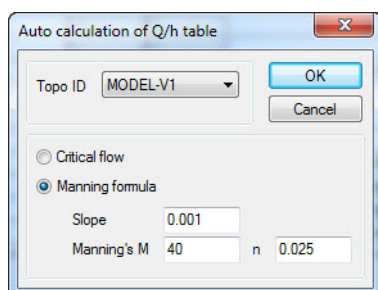 Auto calculation of Q/h table
Topo ID MODEL-V1 OK
Cancel
Critical flow
Manning formula
Slope 0.001
Manning's M 40 n 0.025